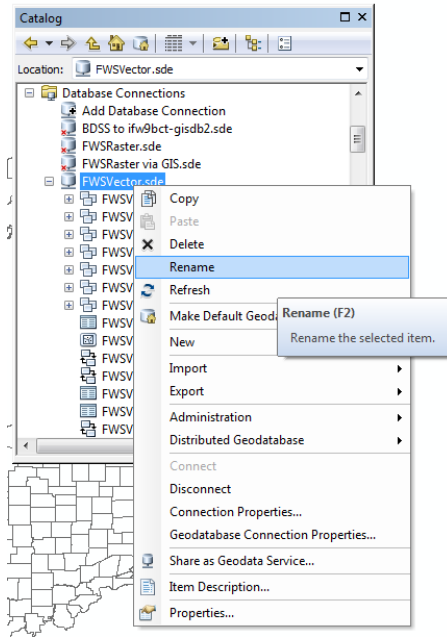 Catalog
Location: FWSVector.sde
Database Connections
Add Database Connection
BDSS to ifw9bct-gisdb2.sde
FWSRaster.sde
FWSRaster via GIS.sde
FWSVector.sde
FWSV
FWSV
FWSV
FWSV
FWSV
FWSV
FWSV
FWSV
FWSV
FWSV
FWSV
FWSV
FWSV
FWSV
Copy
Paste
Delete
Rename
Refresh
Make Default Geoda
New
Import
Export
Administration
Distributed Geodatabase
Connect
Disconnect
Connection Properties...
Geodatabase Connection Properties...
Share as Geodata Service...
Item Description...
Properties...
Rename (F2)
Rename the selected item.